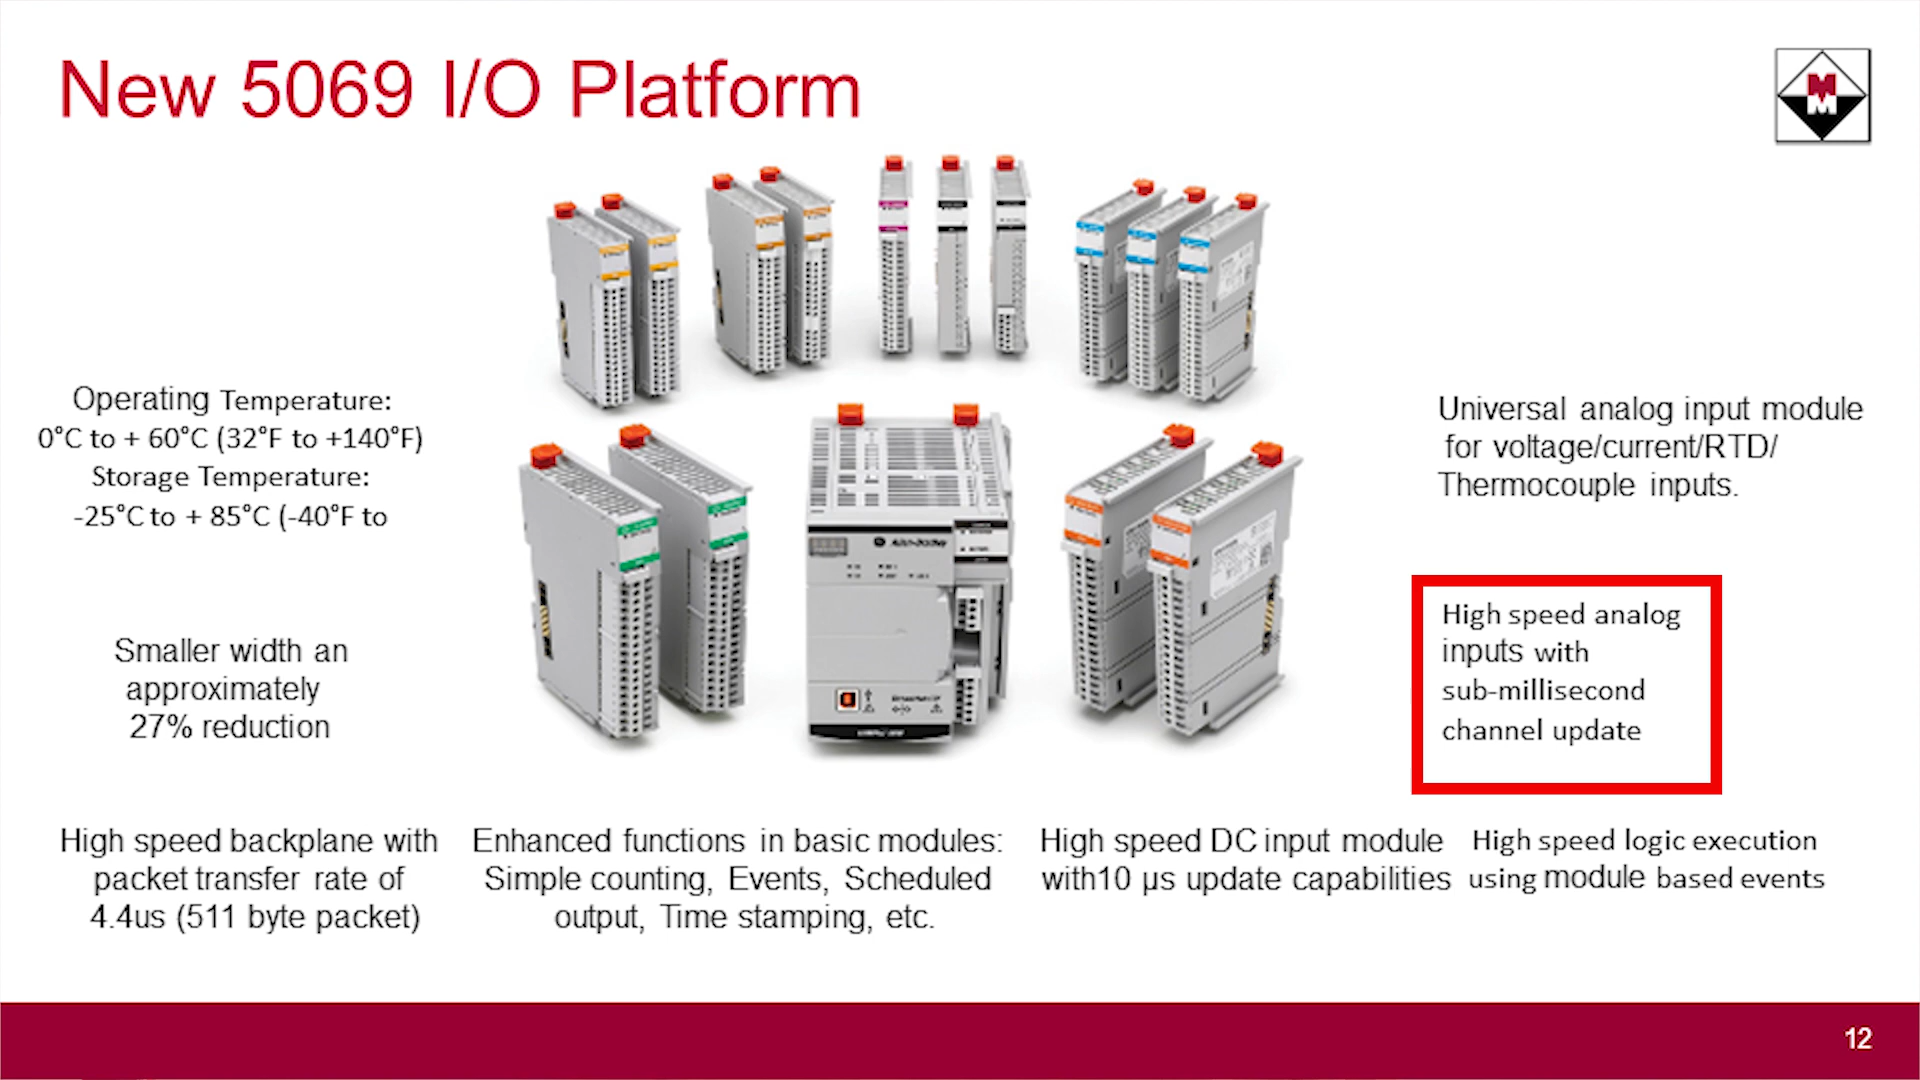 New 5069 I/O Platform
M
M
Operating Temperature:
0°C to + 60°C (32°F to +140°F)
Storage Temperature:
-25°C to + 85°C (-40°F to
Universal analog input module
for voltage/current/RTD/
Thermocouple inputs.
Allen-Bradley
High speed analog
inputs with
sub-millisecond
channel update
Smaller width an
approximately
27% reduction
High speed backplane with
packet transfer rate of
4.4us (511 byte packet)
Enhanced functions in basic modules:
Simple counting, Events, Scheduled
output, Time stamping, etc.
High speed DC input module
with10 µs update capabilities
High speed logic execution
using module based events
12